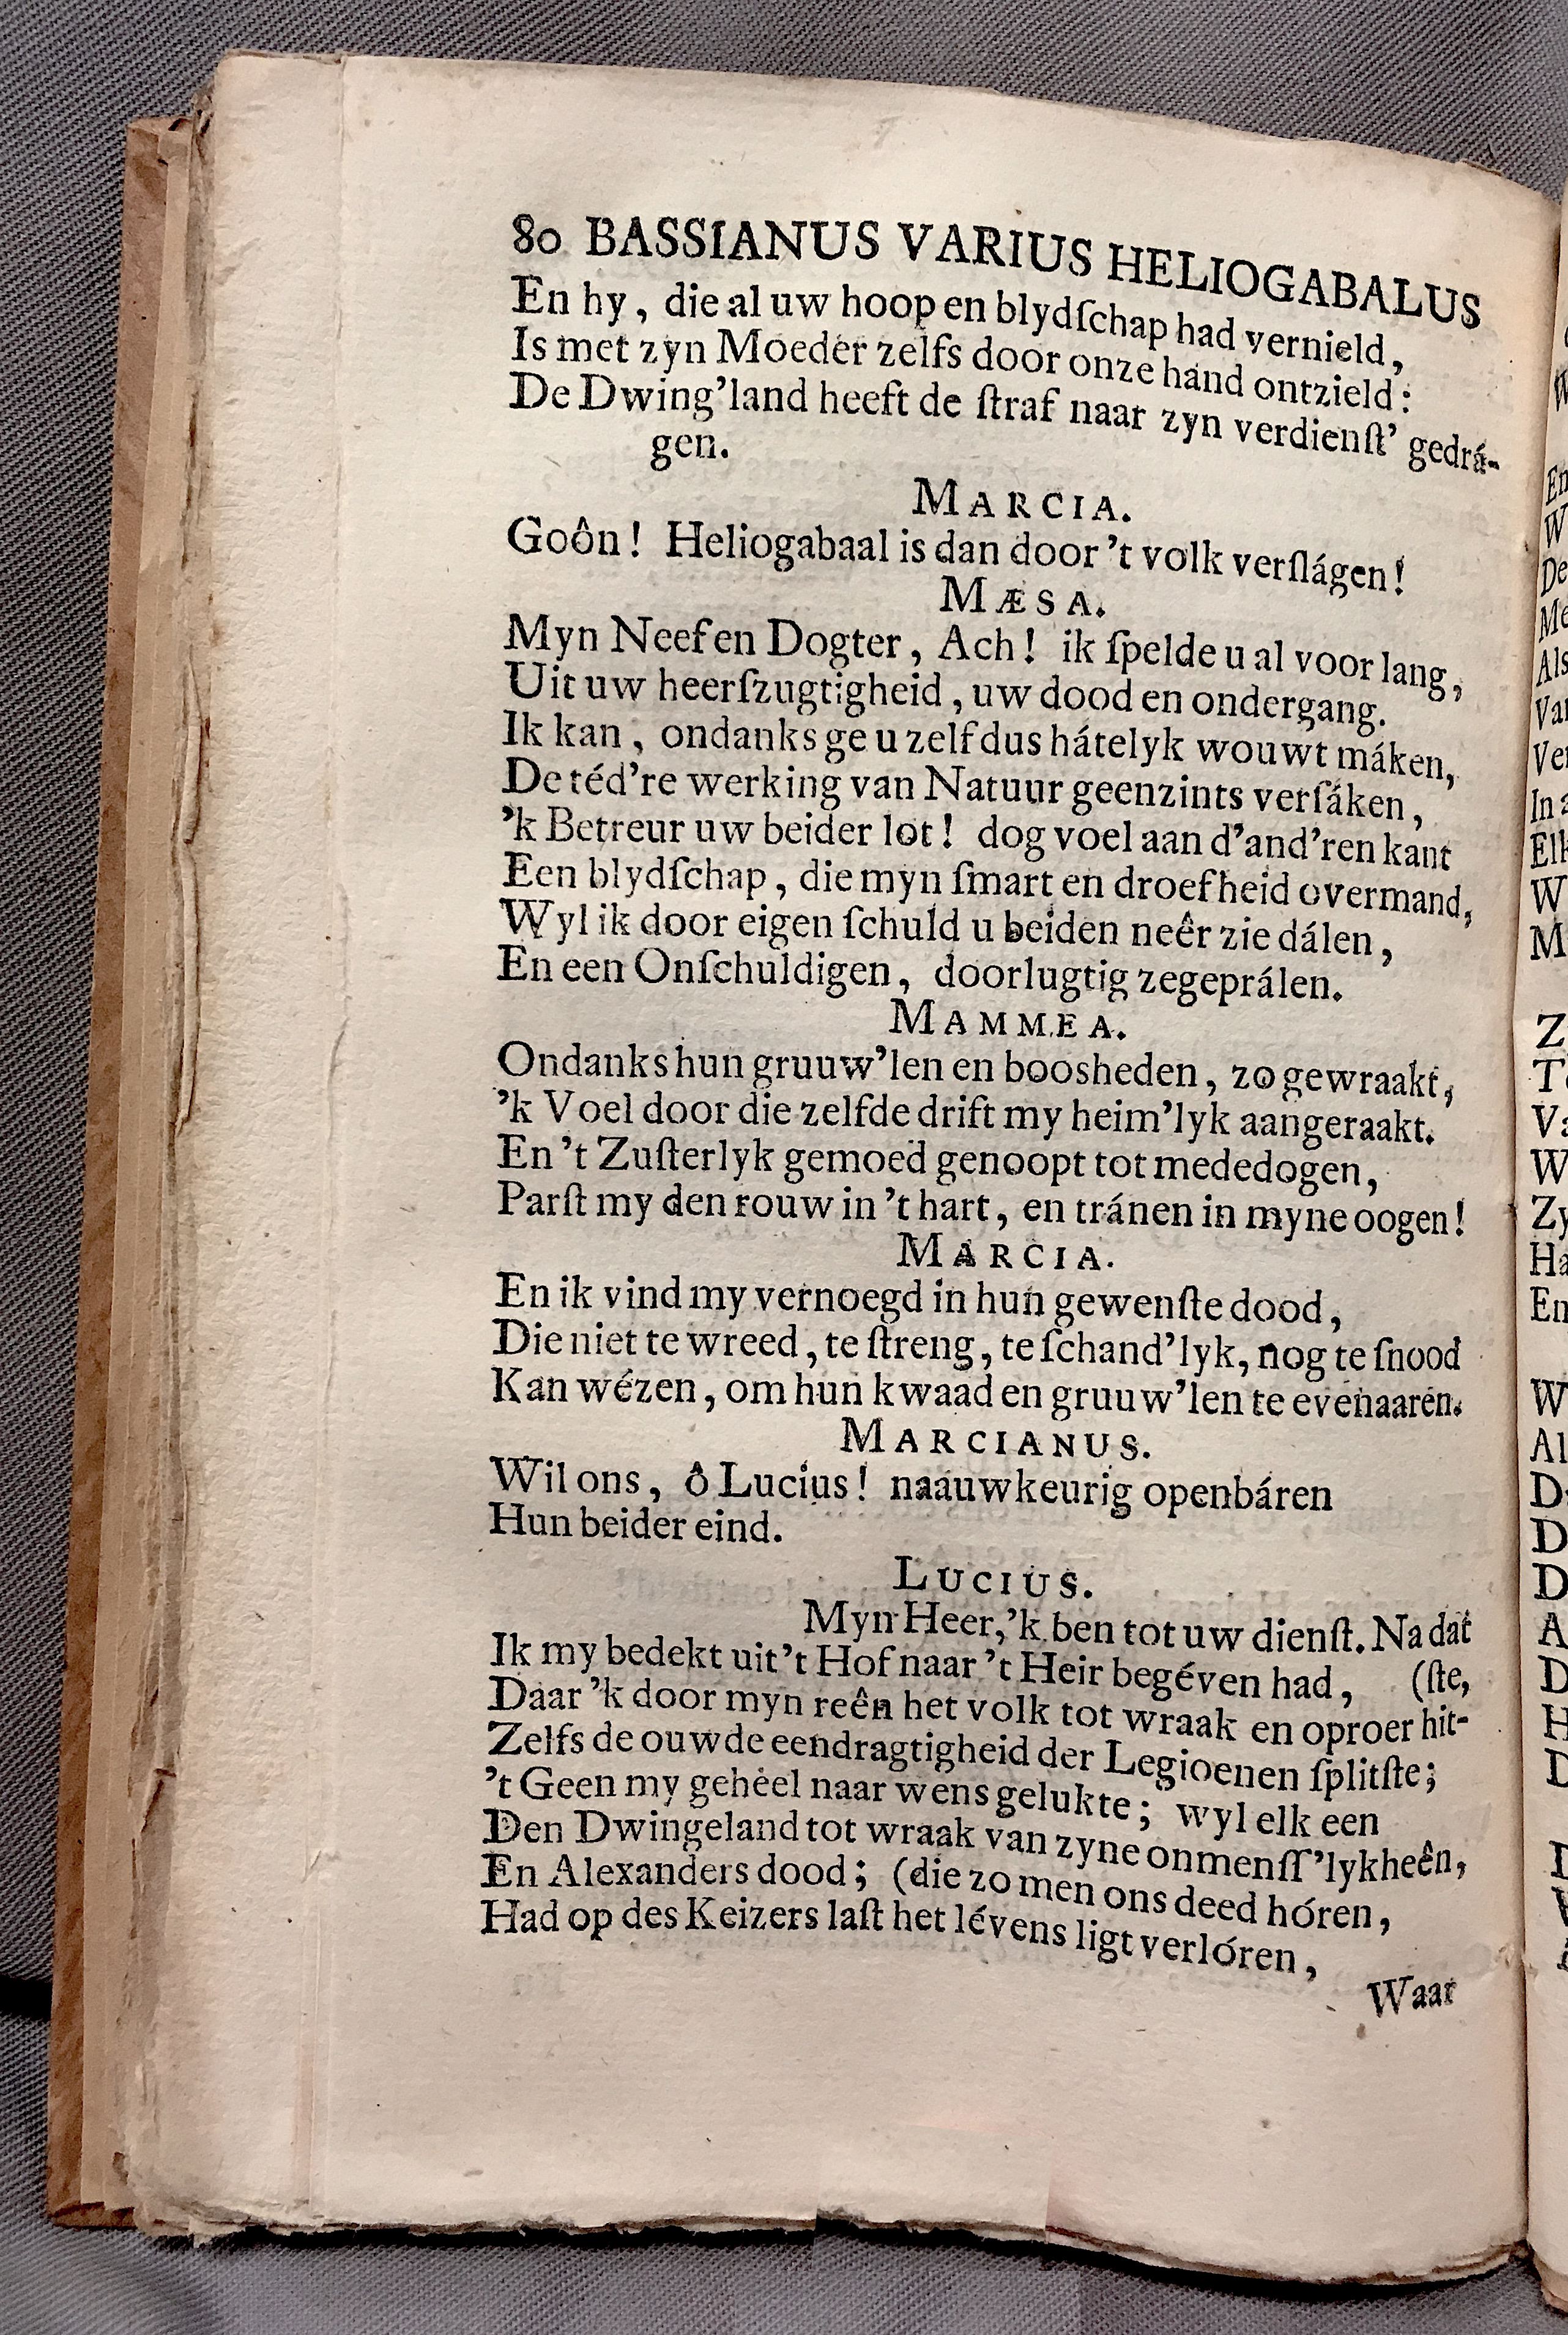 80 BASSIANUS VARIUS HELIOGABALUS
En hy, die al uw hoop en blydſchap had vernield,
Is met zyn Moeder zelfs door onze hand ontzield:
De Dwing'land heeft de ſtraf naar zyn verdienſt' gedrá-
gen.
MARCIA.
Goôn! Heliogabaal is dan door 't volk verſlágen!
MÆSA.
Myn Neef en Dogter, Ach! ik ſpelde u al voor lang,
Uit uw heerſzugtigheid, uw dood en ondergang.
Ik kan, ondanks ge u zelf dus hátelyk wouwt máken,
De téd're werking van Natuur geenzints verſáken,
'k Betreur uw beider lot! dog voel aan d'and'ren kant
Een blydſchap, die myn ſmart en droefheid overmand,
Wyl ik door eigen ſchuld u beiden neêr zie dálen,
En een Onſchuldigen, doorlugtig zegeprálen.
MAMMEA.
Ondanks hun gruuw'len en boosheden, zo gewraakt,
'k Voel door die zelfde drift my heim'lyk aangeraakt.
En 't Zuſterlyk gemoed genoopt tot mededogen,
Parſt my den rouw in 't hart, en tránen in myne oogen!
MARCIA.
En ik vind my vernoegd in hun gewenſte dood,
Die niet te wreed, te ſtreng, te ſchand'lyk, nog te ſnood
Kan wézen, om hun kwaad en gruuw'len te evenaaren.
MARCIANUS.
Wil ons, ô Lucius! naauwkeurig openbáren
Hun beider eind.
LUCIUS.
Myn Heer, 'k ben tot uw dienſt. Na dat
Ik my bedekt uit 't Hof naar 't Heir begéven had, (ſte,
Daar 'k door myn reên het volk tot wraak en oproer hit-
Zelfs de ouwde eendragtigheid der Legioenen ſplitſte;
't Geen my geheel naar wens gelukte; wyl elk een
Den Dwingeland tot wraak van zyne onmenſſ'lykheên,
En Alexanders dood; (die zo men ons deed hóren,
Had op des Keizers laſt het lévens ligt verlóren,
Waar